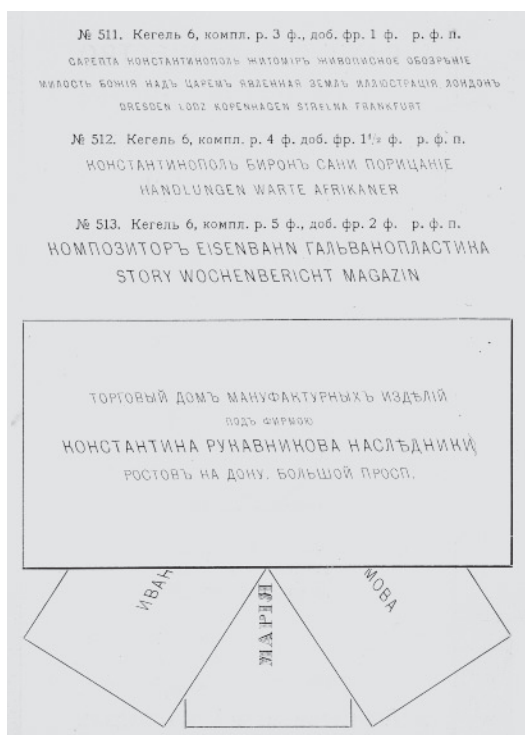 № 511. Кегель 6, компл. р. 3 ф., доб. фр. 1 ф. р. ф. п.
САРЕПТА КОНСТАНТИНОПОЛЬ ЖИТОМІРЪ ЖИВОПИСНОЕ ОБОЗРѢНІЕ
МИЛОСТЬ БОЖІЯ НАДЪ ЦАРЕМЪ ЯВЛЕННАЯ ЗЕМЛЬ ИЛЛЮСТРАЦІЯ ЛОНДОНЪ
DRESDEN LODZ KOPENHAGEN STRELNA FRANKFURT
№ 512. Кегель 6, компл. р. 4 ф. доб. фр. 1½ ф. р. ф. п.
КОНСТАНТИНОПОЛЬ БИРОНЪ САНИ ПОРИЦАНІЕ
HANDLUNGEN WARTE AFRIKANER
№ 513. Кегель 6, компл. р. 5 ф., доб. фр. 2 ф. р. ф. п.
КОМПОЗИТОРЪ EISENBAHN ГАЛЬВАНОПЛАСТИКА
STORY WOCHENBERICHT MAGAZIN
ТОРГОВЫЙ ДОМЪ МАНУФАКТУРНЫХЪ ИЗДѢЛІЙ
ПОДЪ ФИРМОЮ
КОНСТАНТИНА РУКАВНИКОВА НАСЛѢДНИКИ
РОСТОВЪ НА ДОНУ. БОЛЬШОЙ ПРОСП.
ИВАН
МАРІЯ
МОВА